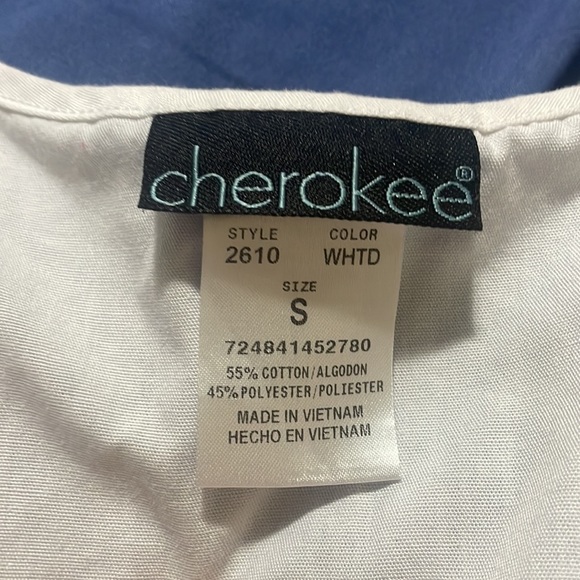 cherokee®
STYLE COLOR
2610 WHTD
SIZE
S
724841452780
55% COTTON/ALGODON
45% POLYESTER/POLIESTER
MADE IN VIETNAM
HECHO EN VIETNAM